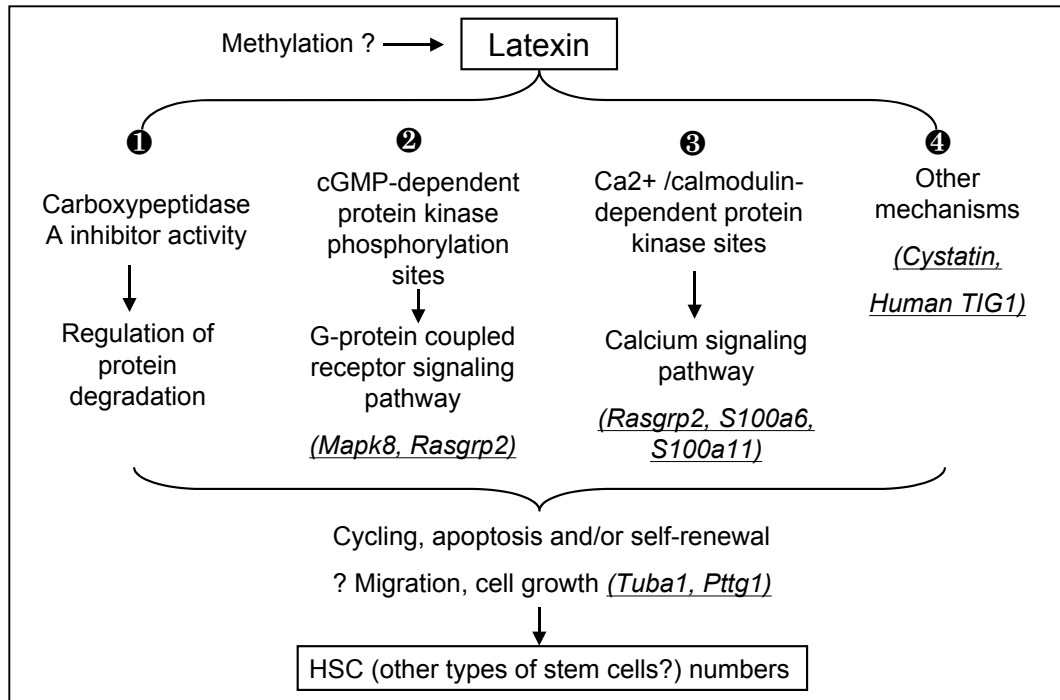 Methylation ?
Latexin
❶
Carboxypeptidase
A inhibitor activity
Regulation of
protein
degradation
❷
cGMP-dependent
protein kinase
phosphorylation
sites
G-protein coupled
receptor signaling
pathway
(Mapk8, Rasgrp2)
❸
Ca2+ /calmodulin-
dependent protein
kinase sites
Calcium signaling
pathway
(Rasgrp2, S100a6,
S100a11)
❹
Other
mechanisms
(Cystatin,
Human TIG1)
Cycling, apoptosis and/or self-renewal
? Migration, cell growth (Tuba1, Pttg1)
HSC (other types of stem cells?) numbers